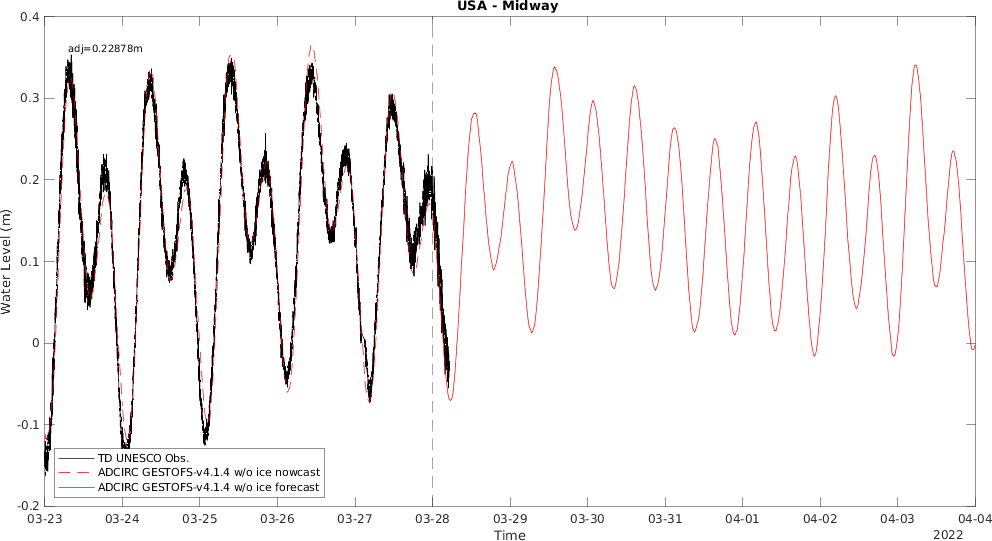 USA - Midway
0.4
adj=0.22878m
0.3
0.2
0.1
0
-0.1
-0.2
Water Level (m)
TD UNESCO Obs.
ADCIRC GESTOFS-v4.1.4 w/o ice nowcast
ADCIRC GESTOFS-v4.1.4 w/o ice forecast
03-23 03-24 03-25 03-26 03-27 03-28 03-29 03-30 03-31 04-01 04-02 04-03 04-04
Time
2022